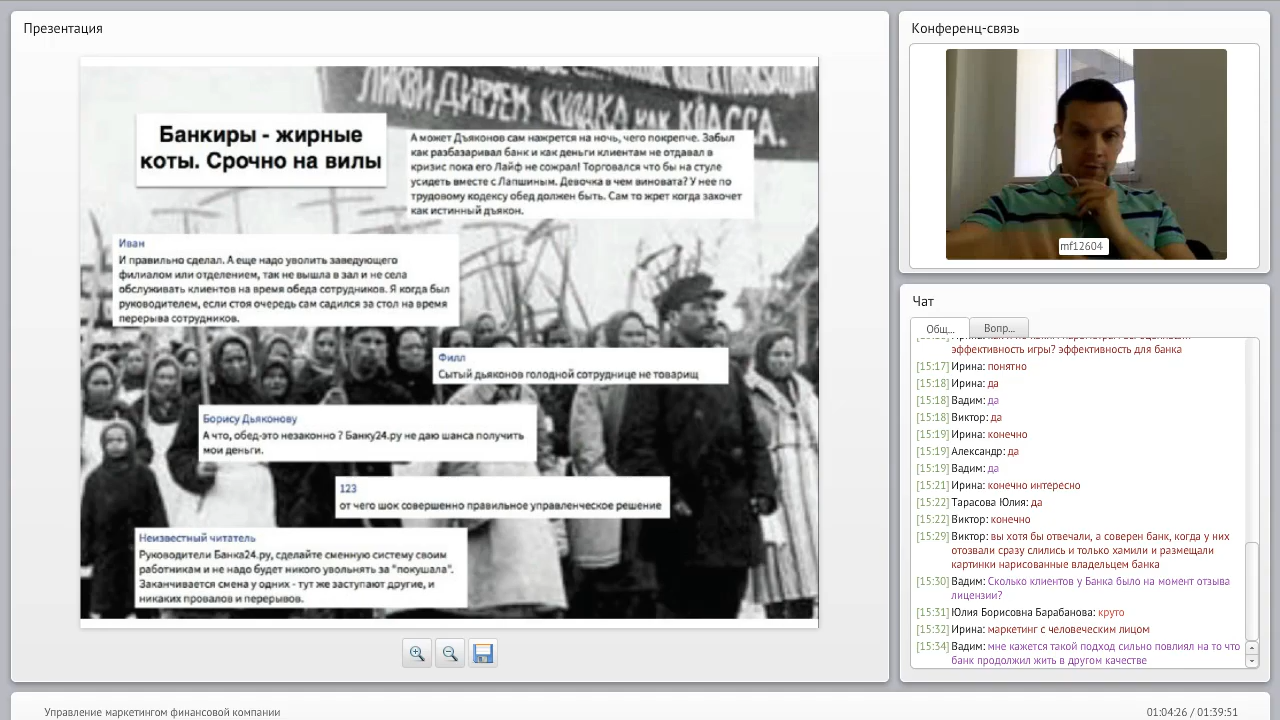 Презентация
ЛИКВИДИРУЕМ КУЛАКА КАК КЛАССА.
Банкиры - жирные
коты. Срочно на вилы
А может Дъяконов сам нажрется на ночь, чего покрепче. Забыл
как разбазаривал банк и как деньги клиентам не отдавал в
кризис пока его Лайф не сожрал! Торговался что бы на стуле
усидеть вместе с Лапшиным. Девочка в чем виновата? У нее по
трудовому кодексу обед должен быть. Сам то жрет когда захочет
как истинный дъякон.
Иван
И правильно сделал. А еще надо уволить заведующего
филиалом или отделением, так не вышла в зал и не села
обслуживать клиентов на время обеда сотрудников. Я когда был
руководителем, если стоя очередь сам садился за стол на время
перерыва сотрудников.
Филл
Сытый дьяконов голодной сотруднице не товарищ
Борису Дьяконову
А что, обед-это незаконно ? Банку24.ру не даю шанса получить
мои деньги.
123
от чего шок совершенно правильное управленческое решение
Неизвестный читатель
Руководители Банка24.ру, сделайте сменную систему своим
работникам и не надо будет никого увольнять за "покушала".
Заканчивается смена у одних - тут же заступают другие, и
никаких провалов и перерывов.
Конференц-связь
mf12604
Чат
Общ...
Вопр...
эффективность игры? эффективность для банка
[15:17] Ирина: понятно
[15:18] Ирина: да
[15:18] Вадим: да
[15:18] Виктор: да
[15:19] Ирина: конечно
[15:19] Александр: да
[15:19] Вадим: да
[15:21] Ирина: конечно интересно
[15:22] Тарасова Юлия: да
[15:22] Виктор: конечно
[15:29] Виктор: вы хотя бы отвечали, а соверен банк, когда у них
отозвали сразу слились и только хамили и размещали
картинки нарисованные владельцем банка
[15:30] Вадим: Сколько клиентов у Банка было на момент отзыва
лицензии?
[15:31] Юлия Борисовна Барабанова: круто
[15:32] Ирина: маркетинг с человеческим лицом
[15:34] Вадим: мне кажется такой подход сильно повлиял на то что
банк продолжил жить в другом качестве
Управление маркетингом финансовой компании
01:04:26 / 01:39:51